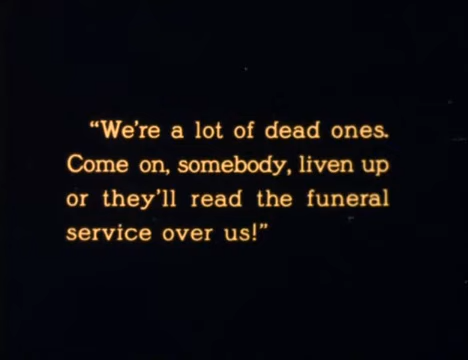 “We're a lot of dead ones.
Come on, somebody, liven up
or they'll read the funeral
service over us!”